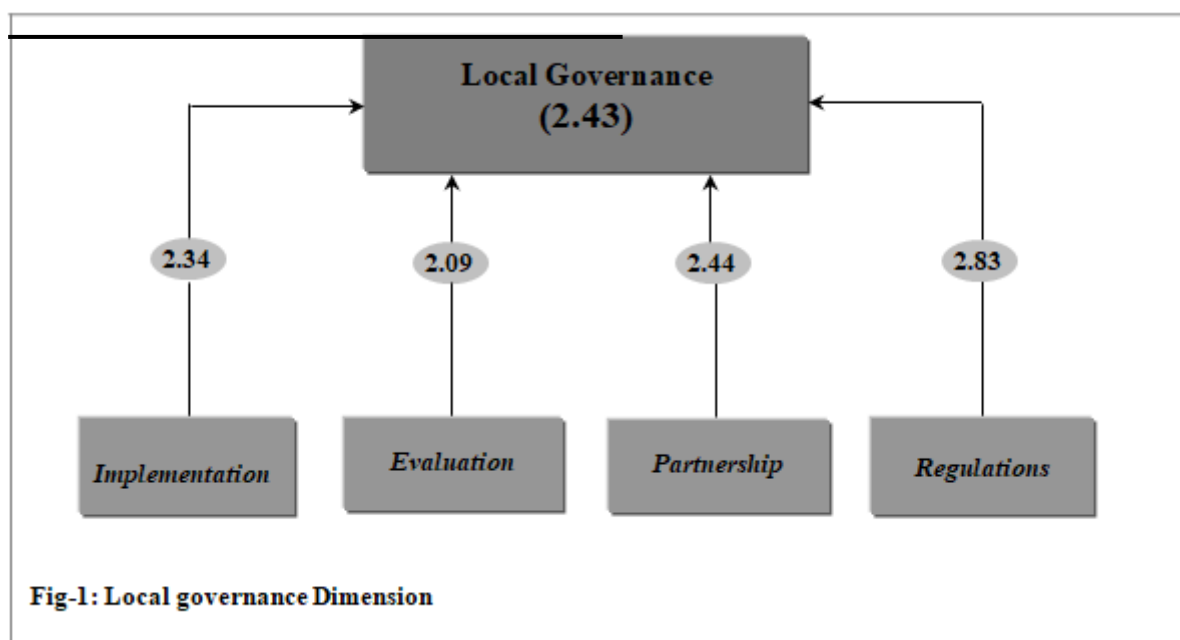 Local Governance
(2.43)
2.34
2.09
2.44
2.83
Implementation
Evaluation
Partnership
Regulations
Fig-1: Local governance Dimension